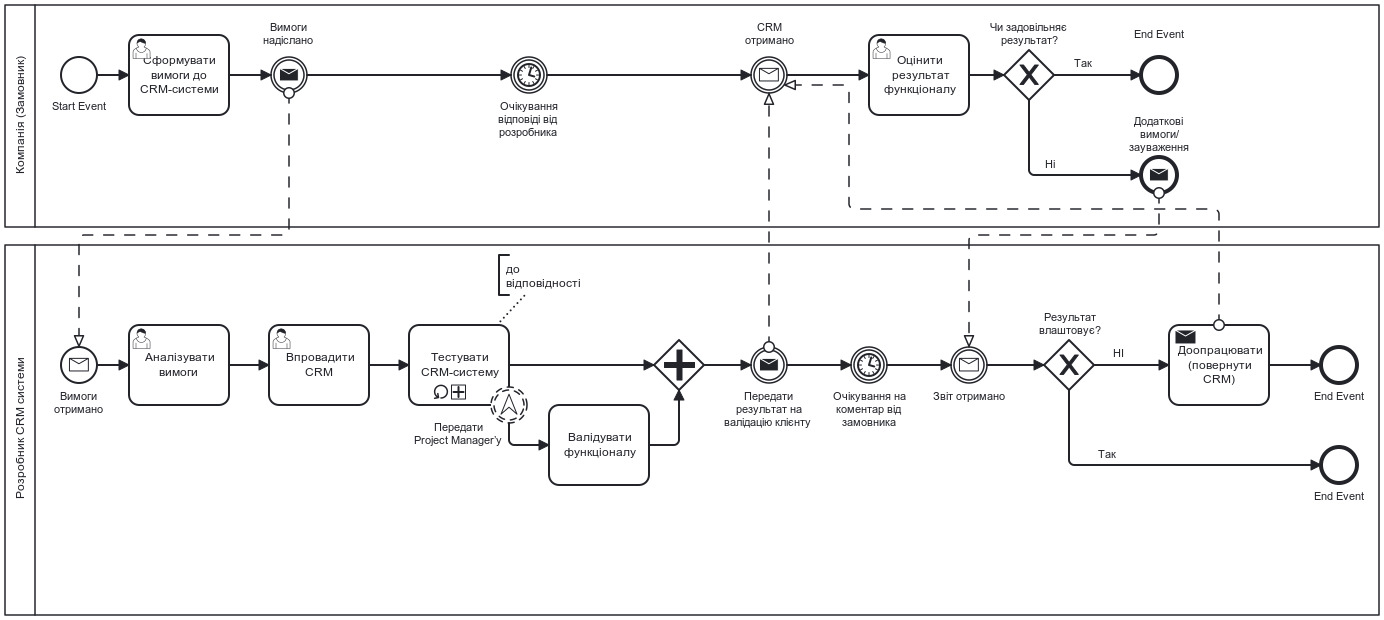 Компанія (Замовник)
Start Event
Сформувати
вимоги до
CRM-системи
Вимоги
надіслано
Очікування
відповіді від
розробника
CRM
отримано
Оцінити
результат
функціоналу
Чи задовільняє
результат?
Так
End Event
Ні
Додаткові
вимоги/
зауваження
Розробник CRM системи
Вимоги
отримано
Аналізувати
вимоги
Впровадити
CRM
до
відповідності
Тестувати
CRM-систему
Передати
Project Manager'у
Валідувати
функціоналу
Передати
результат на
валідацію клієнту
Очікування на
коментар від
замовника
Звіт отримано
Результат
влаштовує?
НІ
Доопрацювати
(повернути
CRM)
End Event
Так
End Event